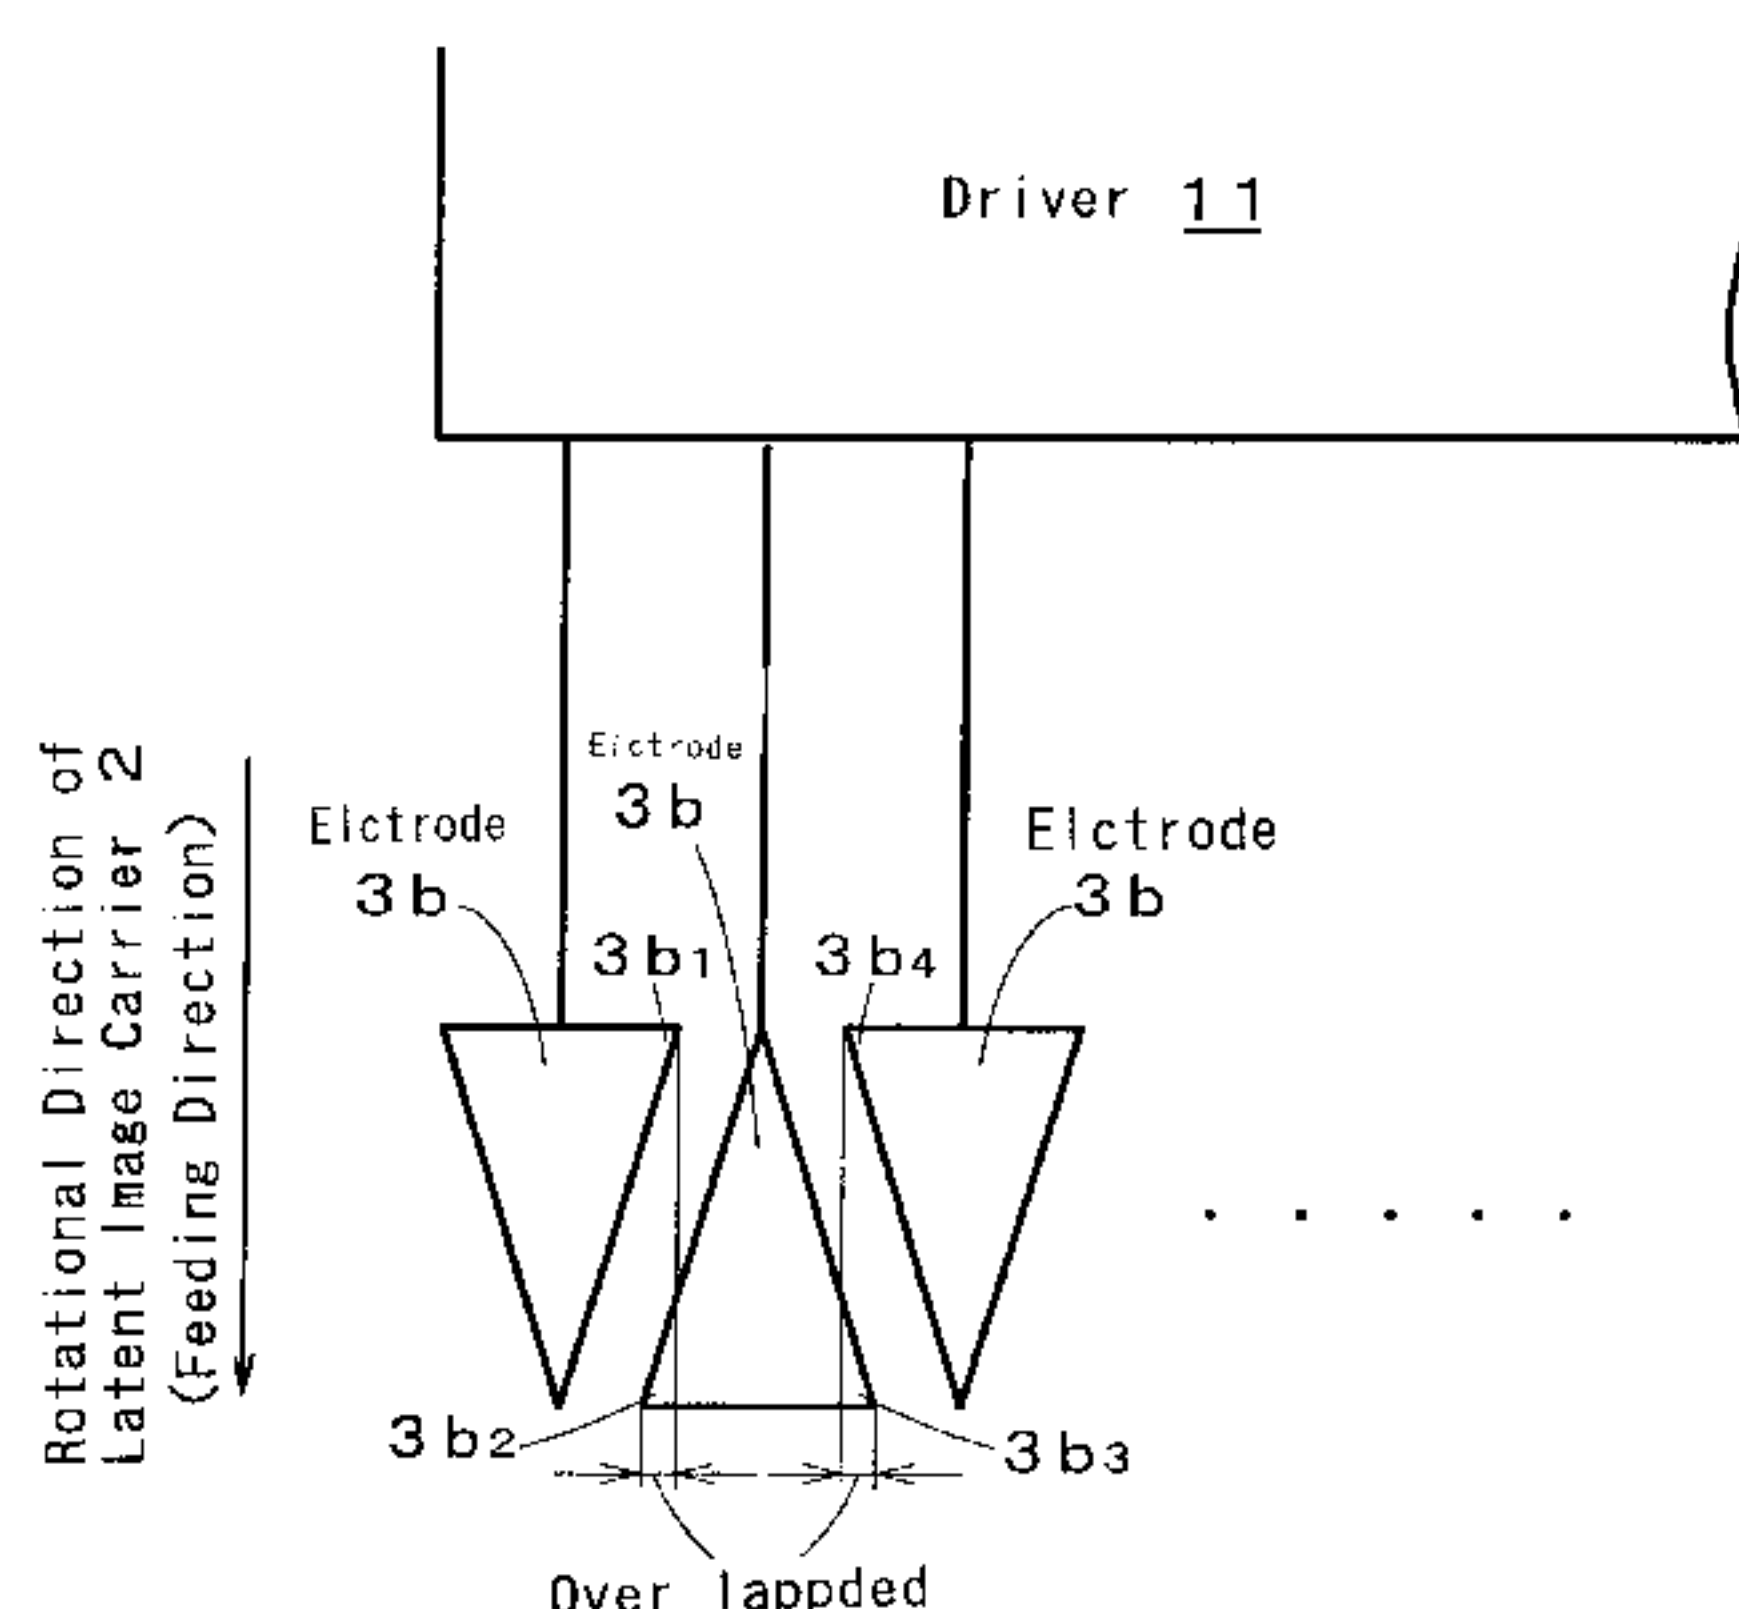 Driver 11
Elctrode
3b
Elctrode
3b
Elctrode
3b
3b1
3b4
Rotational Direction of
Latent Image Carrier 2
(Feeding Direction)
3b2
3b3
Over lappded